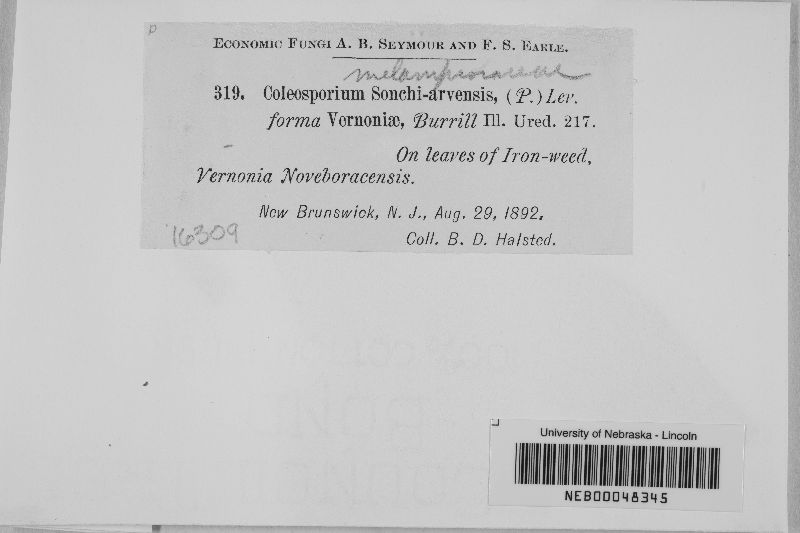 p
ECONOMIC FUNGI A. B. SEYMOUR AND F. S. EARLE.
melampsoraceae
319. Coleosporium Sonchi-arvensis, (P.) Lev.
forma Vernoniæ, Burrill Ill. Ured. 217.
On leaves of Iron-weed,
Vernonia Noveboracensis.
New Brunswick, N. J., Aug. 29, 1892,
Coll. B. D. Halsted.
16309
University of Nebraska - Lincoln
NEB00048345